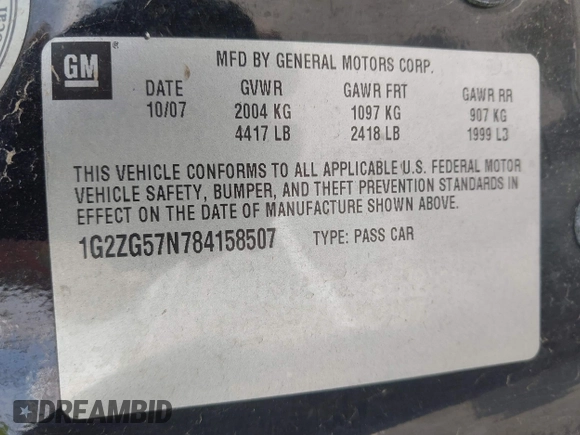 GM
MFD BY GENERAL MOTORS CORP.
DATE GVWR GAWR FRT GAWR RR
10/07 2004 KG 1097 KG 907 KG
4417 LB 2418 LB 1999 LB
THIS VEHICLE CONFORMS TO ALL APPLICABLE U.S. FEDERAL MOTOR
VEHICLE SAFETY, BUMPER, AND THEFT PREVENTION STANDARDS IN
EFFECT ON THE DATE OF MANUFACTURE SHOWN ABOVE.
1G2ZG57N784158507 TYPE: PASS CAR
DREAMBID